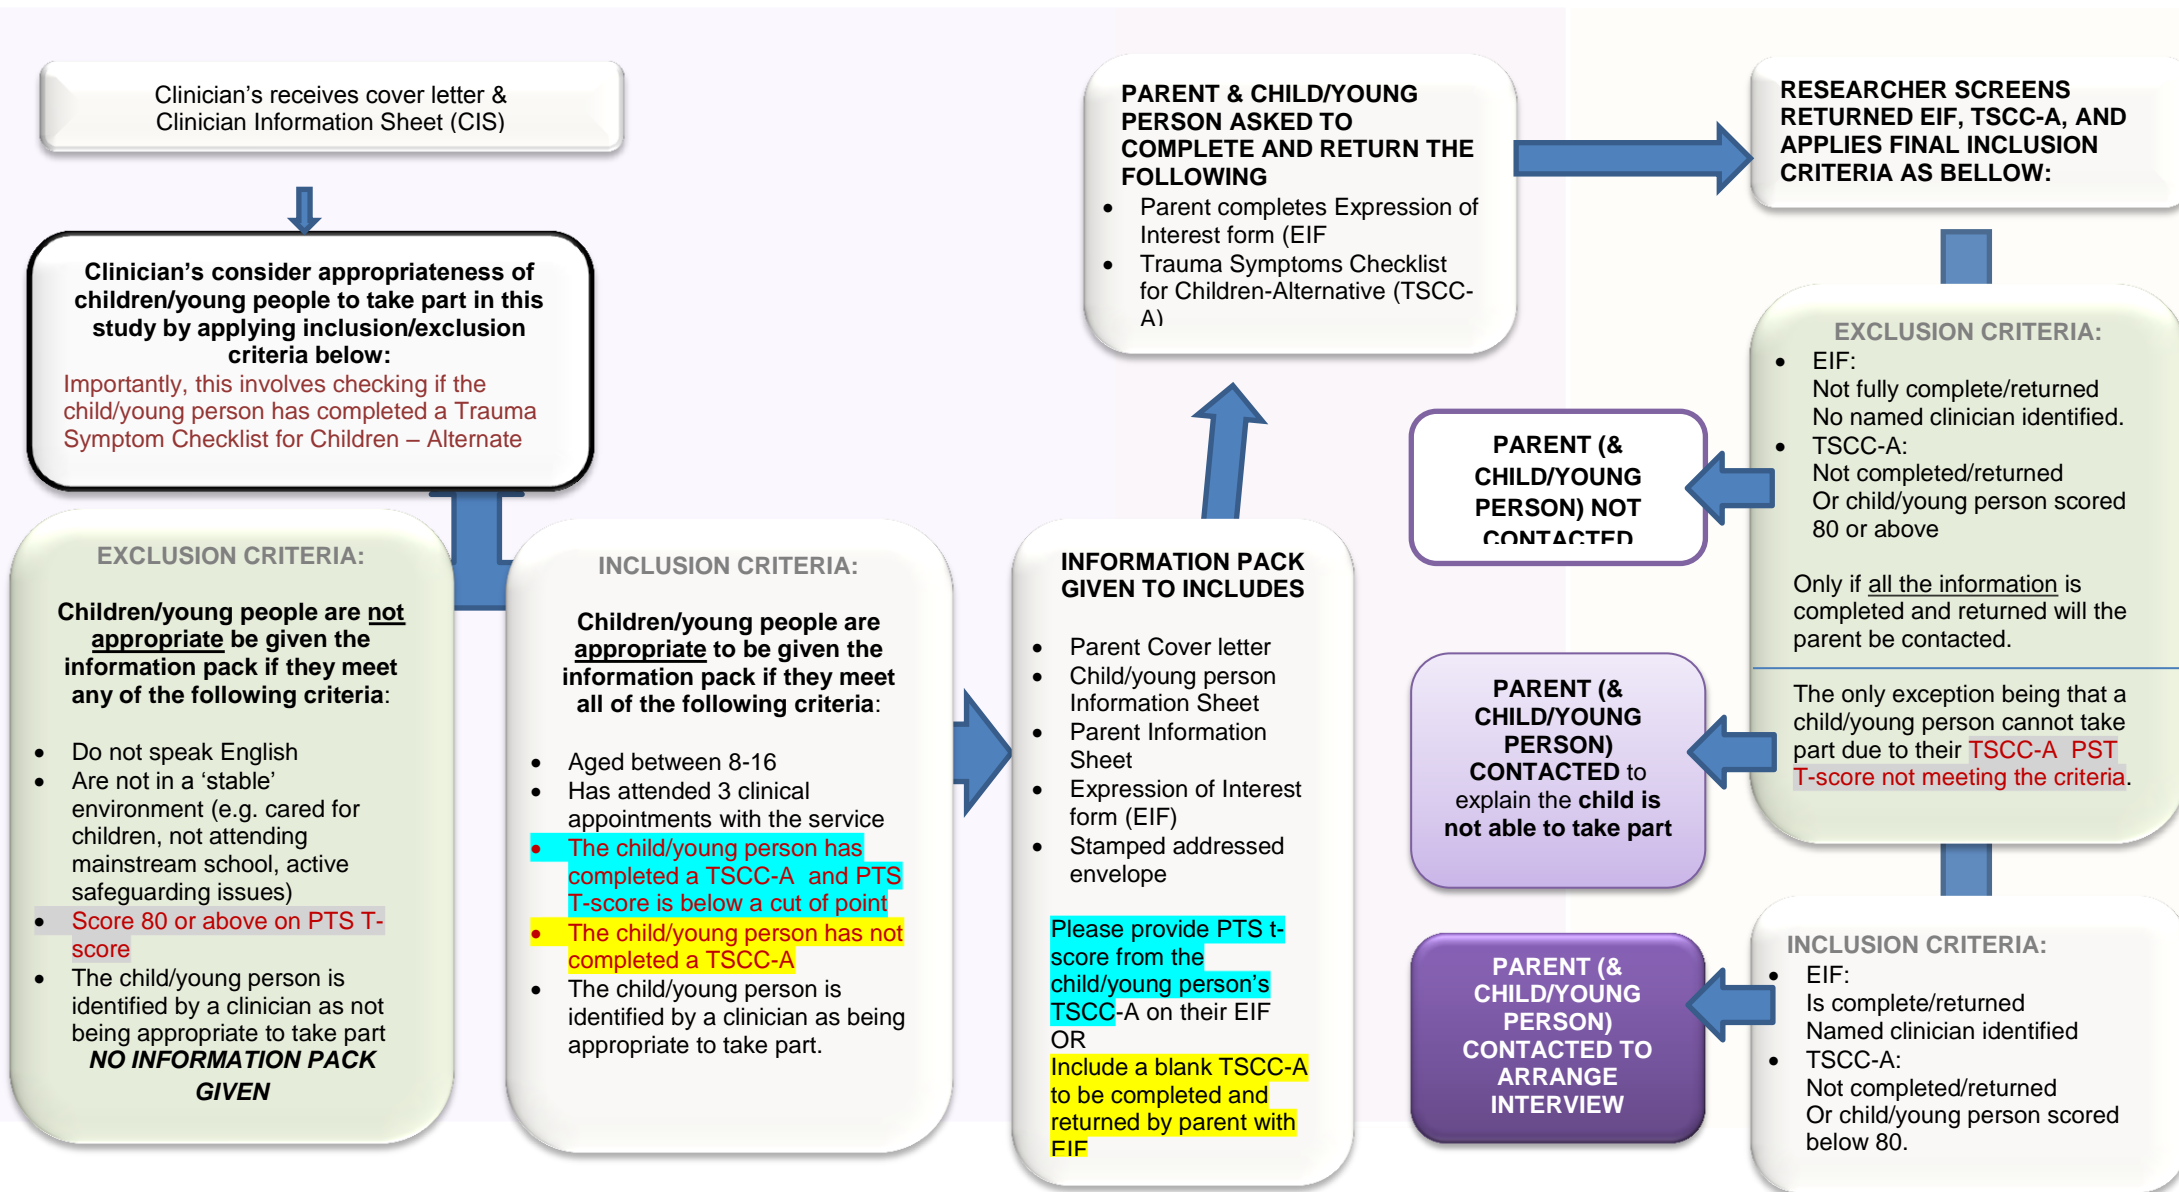 Clinician's receives cover letter &
Clinician Information Sheet (CIS)
Clinician's consider appropriateness of
children/young people to take part in this
study by applying inclusion/exclusion
criteria below:
Importantly, this involves checking if the
child/young person has completed a Trauma
Symptom Checklist for Children – Alternate
EXCLUSION CRITERIA:
Children/young people are not
appropriate be given the
information pack if they meet
any of the following criteria:
• Do not speak English
• Are not in a 'stable'
environment (e.g. cared for
children, not attending
mainstream school, active
safeguarding issues)
• Score 80 or above on PTS T-
score
• The child/young person is
identified by a clinician as not
being appropriate to take part
NO INFORMATION PACK
GIVEN
INCLUSION CRITERIA:
Children/young people are
appropriate to be given the
information pack if they meet
all of the following criteria:
• Aged between 8-16
• Has attended 3 clinical
appointments with the service
• The child/young person has
completed a TSCC-A and PTS
T-score is below a cut of point
• The child/young person has not
completed a TSCC-A
• The child/young person is
identified by a clinician as being
appropriate to take part.
INFORMATION PACK
GIVEN TO INCLUDES
• Parent Cover letter
• Child/young person
Information Sheet
• Parent Information
Sheet
• Expression of Interest
form (EIF)
• Stamped addressed
envelope
Please provide PTS t-
score from the
child/young person's
TSCC-A on their EIF
OR
Include a blank TSCC-A
to be completed and
returned by parent with
EIF
PARENT & CHILD/YOUNG
PERSON ASKED TO
COMPLETE AND RETURN THE
FOLLOWING
• Parent completes Expression of
Interest form (EIF
• Trauma Symptoms Checklist
for Children-Alternative (TSCC-
A)
RESEARCHER SCREENS
RETURNED EIF, TSCC-A, AND
APPLIES FINAL INCLUSION
CRITERIA AS BELLOW:
EXCLUSION CRITERIA:
• EIF:
Not fully complete/returned
No named clinician identified.
• TSCC-A:
Not completed/returned
Or child/young person scored
80 or above
Only if all the information is
completed and returned will the
parent be contacted.
The only exception being that a
child/young person cannot take
part due to their TSCC-A PST
T-score not meeting the criteria.
PARENT (&
CHILD/YOUNG
PERSON) NOT
CONTACTED
PARENT (&
CHILD/YOUNG
PERSON)
CONTACTED to
explain the child is
not able to take part
PARENT (&
CHILD/YOUNG
PERSON)
CONTACTED TO
ARRANGE
INTERVIEW
INCLUSION CRITERIA:
• EIF:
Is complete/returned
Named clinician identified
• TSCC-A:
Not completed/returned
Or child/young person scored
below 80.